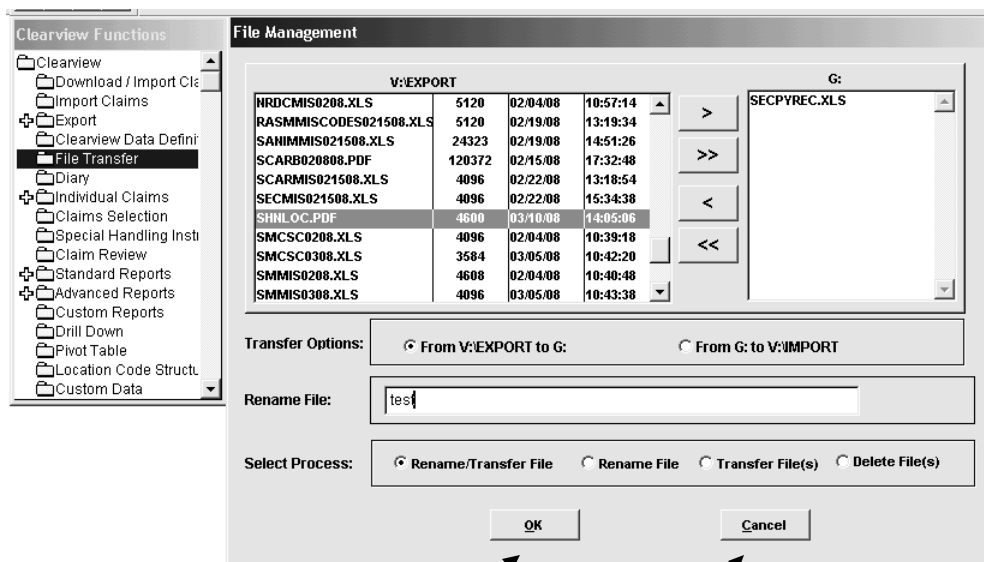 Clearview Functions
Clearview
Download / Import Cla
Import Claims
Export
Clearview Data Defini
File Transfer
Diary
Individual Claims
Claims Selection
Special Handling Insti
Claim Review
Standard Reports
Advanced Reports
Custom Reports
Drill Down
Pivot Table
Location Code Structu
Custom Data
File Management
V:\EXPORT
NRDCMIS0208.XLS 5120 02/04/08 10:57:14
RASMMISCODES021508.XLS 5120 02/19/08 13:19:34
SANIMMIS021508.XLS 24323 02/19/08 14:51:26
SCARB020808.PDF 120372 02/15/08 17:32:48
SCARMIS021508.XLS 4096 02/22/08 13:18:54
SECMIS021508.XLS 4096 02/22/08 15:34:38
SHNLOC.PDF 4600 03/10/08 14:05:06
SMCSC0208.XLS 4096 02/04/08 10:39:18
SMCSC0308.XLS 3584 03/05/08 10:42:20
SMMIS0208.XLS 4608 02/04/08 10:40:48
SMMIS0308.XLS 4096 03/05/08 10:43:38
>
>>
<
<<
G:
SECPYREC.XLS
Transfer Options: From V:\EXPORT to G: From G: to V:\IMPORT
Rename File: test
Select Process: Rename/Transfer File Rename File Transfer File(s) Delete File(s)
OK Cancel